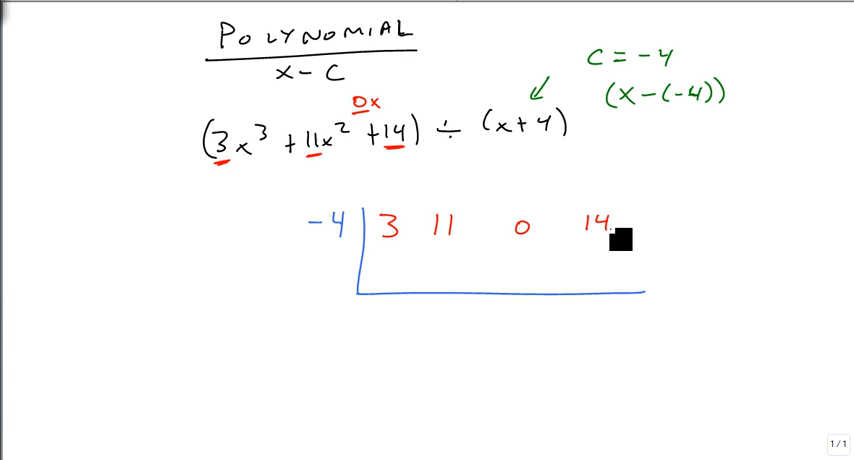 POLYNOMIAL
x - c
c = -4
(x - (-4))
0x
(3x³ + 11x² + 14) ÷ (x + 4)
-4 3 11 0 14
1 / 1